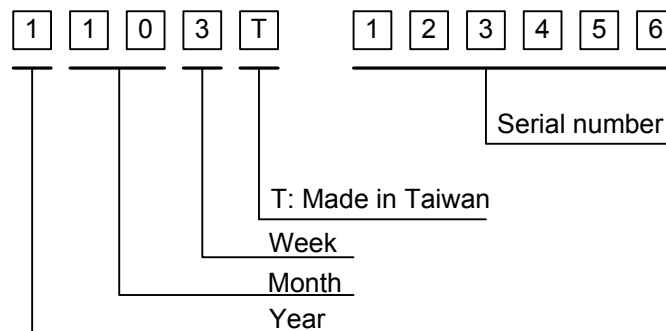 1 1 0 3 T 1 2 3 4 5 6
Serial number
T: Made in Taiwan
Week
Month
Year